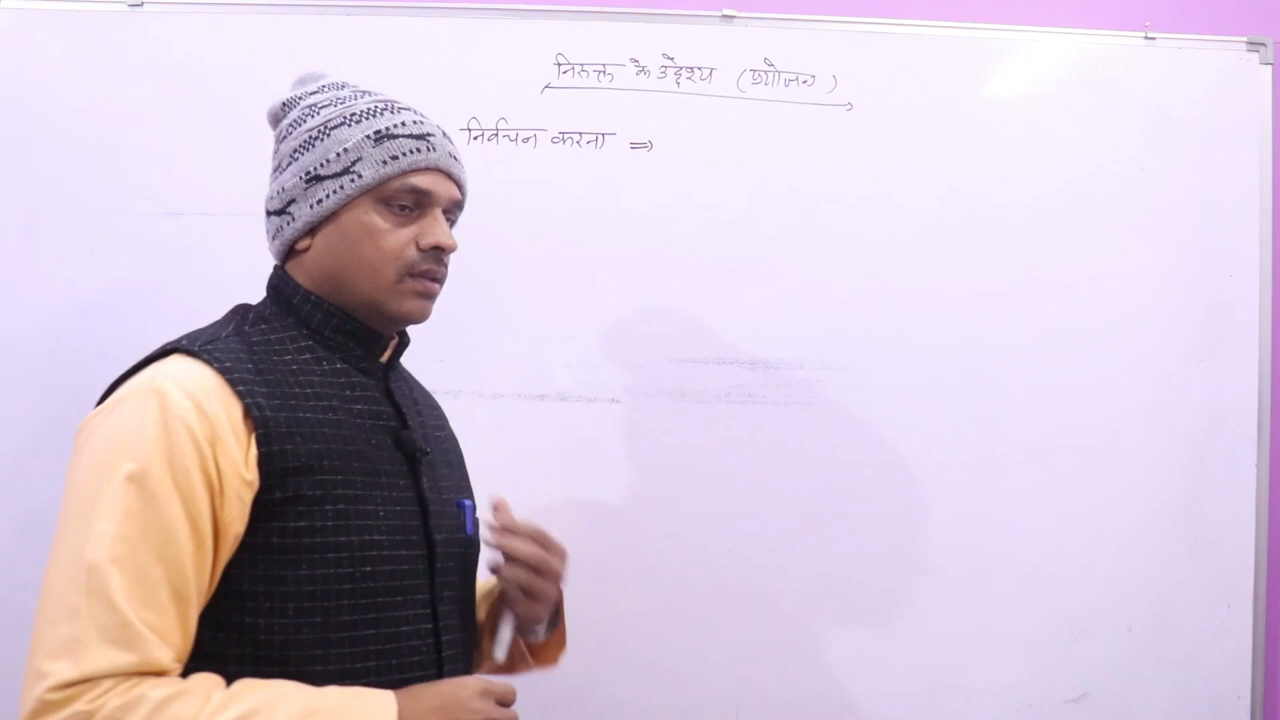 निरुक्त के उद्देश्य (प्रयोजन)
निर्वचन करना ⇒